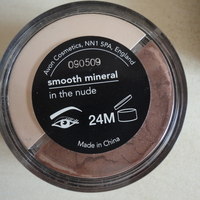 Avon Cosmetics, NN1 5PA, England
090509
smooth mineral
in the nude
24M
Made in China